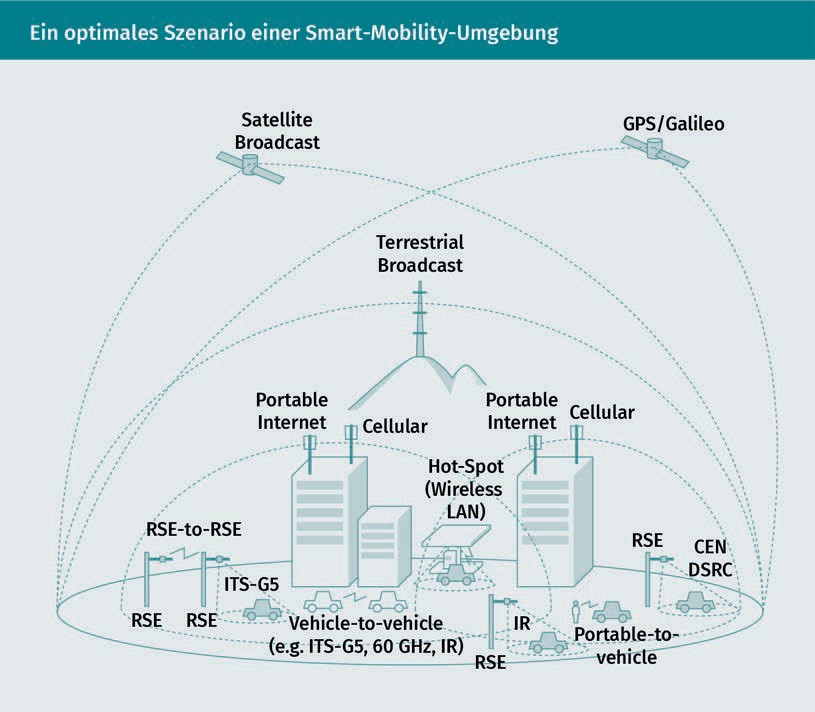 Ein optimales Szenario einer Smart-Mobility-Umgebung
Satellite
Broadcast
GPS/Galileo
Terrestrial
Broadcast
Portable
Internet
Cellular
Portable
Internet
Cellular
Hot-Spot
(Wireless
LAN)
RSE-to-RSE
RSE
CEN
DSRC
ITS-G5
RSE
RSE
Vehicle-to-vehicle
(e.g. ITS-G5, 60 GHz, IR)
IR
RSE
Portable-to-
vehicle